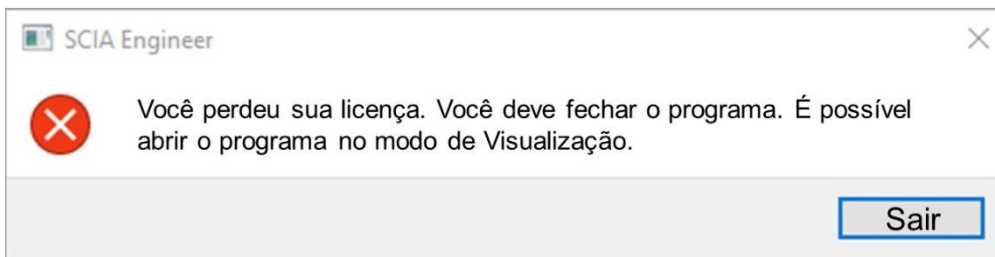 SCIA Engineer
Você perdeu sua licença. Você deve fechar o programa. É possível
abrir o programa no modo de Visualização.
Sair